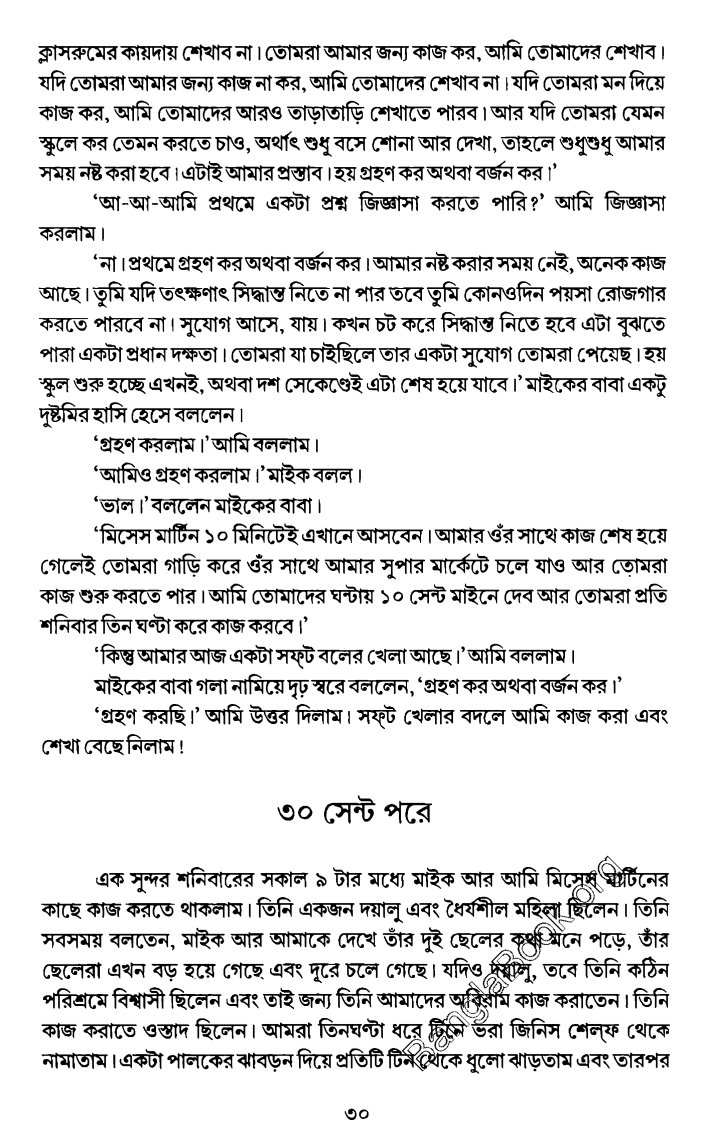 ক্লাসরুমের কায়দায় শেখাব না। তোমরা আমার জন্য কাজ কর, আমি তোমাদের শেখাব।
যদি তোমরা আমার জন্য কাজ না কর, আমি তোমাদের শেখাব না। যদি তোমরা মন দিয়ে
কাজ কর, আমি তোমাদের আরও তাড়াতাড়ি শেখাতে পারব। আর যদি তোমরা যেমন
স্কুলে কর তেমন করতে চাও, অর্থাৎ শুধু বসে শোনা আর দেখা, তাহলে শুধুশুধু আমার
সময় নষ্ট করা হবে। এটাই আমার প্রস্তাব। হয় গ্রহণ কর অথবা বর্জন কর।’
‘আ-আ-আমি প্রথমে একটা প্রশ্ন জিজ্ঞাসা করতে পারি?’ আমি জিজ্ঞাসা
করলাম।
‘না। প্রথমে গ্রহণ কর অথবা বর্জন কর। আমার নষ্ট করার সময় নেই, অনেক কাজ
আছে। তুমি যদি তৎক্ষণাৎ সিদ্ধান্ত নিতে না পার তবে তুমি কোনওদিন পয়সা রোজগার
করতে পারবে না। সুযোগ আসে, যায়। কখন চট করে সিদ্ধান্ত নিতে হবে এটা বুঝতে
পারা একটা প্রধান দক্ষতা। তোমরা যা চাইছিলে তার একটা সুযোগ তোমরা পেয়েছ। হয়
স্কুল শুরু হচ্ছে এখনই, অথবা দশ সেকেণ্ডেই এটা শেষ হয়ে যাবে।’ মাইকের বাবা একটু
দুষ্টমির হাসি হেসে বললেন।
‘গ্রহণ করলাম।’ আমি বললাম।
‘আমিও গ্রহণ করলাম।’ মাইক বলল।
‘ভাল।’ বললেন মাইকের বাবা।
‘মিসেস মার্টিন ১০ মিনিটেই এখানে আসবেন। আমার ওঁর সাথে কাজ শেষ হয়ে
গেলেই তোমরা গাড়ি করে ওঁর সাথে আমার সুপার মার্কেটে চলে যাও আর তোমরা
কাজ শুরু করতে পার। আমি তোমাদের ঘন্টায় ১০ সেন্ট মাইনে দেব আর তোমরা প্রতি
শনিবার তিন ঘণ্টা করে কাজ করবে।’
‘কিন্তু আমার আজ একটা সফ্‌ট বলের খেলা আছে।’ আমি বললাম।
মাইকের বাবা গলা নামিয়ে দৃঢ় স্বরে বললেন, ‘গ্রহণ কর অথবা বর্জন কর।’
‘গ্রহণ করছি।’ আমি উত্তর দিলাম। সফ্‌ট খেলার বদলে আমি কাজ করা এবং
শেখা বেছে নিলাম!
৩০ সেন্ট পরে
এক সুন্দর শনিবারের সকাল ৯ টার মধ্যে মাইক আর আমি মিসেস মার্টিনের
কাছে কাজ করতে থাকলাম। তিনি একজন দয়ালু এবং ধৈর্যশীল মহিলা ছিলেন। তিনি
সবসময় বলতেন, মাইক আর আমাকে দেখে তাঁর দুই ছেলের কথা মনে পড়ে, তাঁর
ছেলেরা এখন বড় হয়ে গেছে এবং দূরে চলে গেছে। যদিও দয়ালু, তবে তিনি কঠিন
পরিশ্রমে বিশ্বাসী ছিলেন এবং তাই জন্য তিনি আমাদের অবিরাম কাজ করাতেন। তিনি
কাজ করাতে ওস্তাদ ছিলেন। আমরা তিনঘণ্টা ধরে টিনে ভরা জিনিস শেল্‌ফ থেকে
নামাতাম। একটা পালকের ঝাবড়ন দিয়ে প্রতিটি টিন থেকে ধুলো ঝাড়তাম এবং তারপর
BanglaBook.org
৩০